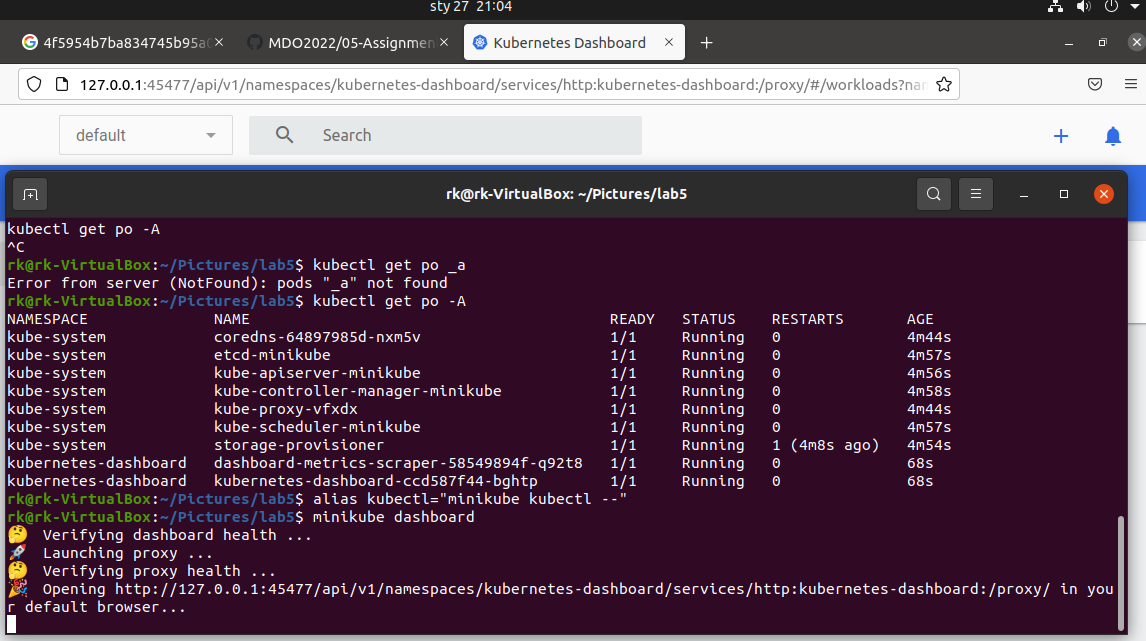 sty 27 21:04
4f5954b7ba834745b95a
MDO2022/05-Assignmen
Kubernetes Dashboard
127.0.0.1:45477/api/v1/namespaces/kubernetes-dashboard/services/http:kubernetes-dashboard:/proxy/#/workloads?na
default
Search
rk@rk-VirtualBox: ~/Pictures/lab5
kubectl get po -A
^C
rk@rk-VirtualBox:~/Pictures/lab5$ kubectl get po _a
Error from server (NotFound): pods "_a" not found
rk@rk-VirtualBox:~/Pictures/lab5$ kubectl get po -A
NAMESPACE NAME READY STATUS RESTARTS AGE
kube-system coredns-64897985d-nxm5v 1/1 Running 0 4m44s
kube-system etcd-minikube 1/1 Running 0 4m57s
kube-system kube-apiserver-minikube 1/1 Running 0 4m56s
kube-system kube-controller-manager-minikube 1/1 Running 0 4m58s
kube-system kube-proxy-vfxdx 1/1 Running 0 4m44s
kube-system kube-scheduler-minikube 1/1 Running 0 4m57s
kube-system storage-provisioner 1/1 Running 1 (4m8s ago) 4m54s
kubernetes-dashboard dashboard-metrics-scraper-58549894f-q92t8 1/1 Running 0 68s
kubernetes-dashboard kubernetes-dashboard-ccd587f44-bghtp 1/1 Running 0 68s
rk@rk-VirtualBox:~/Pictures/lab5$ alias kubectl="minikube kubectl --"
rk@rk-VirtualBox:~/Pictures/lab5$ minikube dashboard
🤔 Verifying dashboard health ...
🚀 Launching proxy ...
🤔 Verifying proxy health ...
🎉 Opening http://127.0.0.1:45477/api/v1/namespaces/kubernetes-dashboard/services/http:kubernetes-dashboard:/proxy/ in you
r default browser...